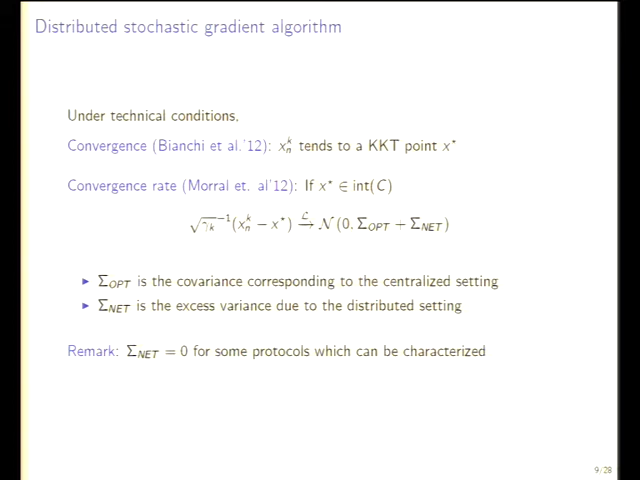 Distributed stochastic gradient algorithm
Under technical conditions,
Convergence (Bianchi et al.'12): xₙᵏ tends to a KKT point x⋆
Convergence rate (Morral et. al'12): If x⋆ ∈ int(C)
√γₖ⁻¹(xₙᵏ − x⋆) →^ℒ 𝒩(0, Σ_OPT + Σ_NET)
▶ Σ_OPT is the covariance corresponding to the centralized setting
▶ Σ_NET is the excess variance due to the distributed setting
Remark: Σ_NET = 0 for some protocols which can be characterized
9/28